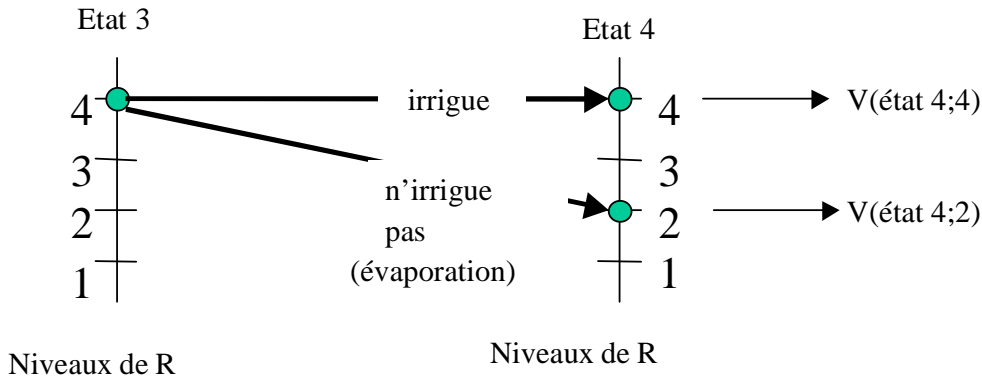 Etat 3
Etat 4
4
irrigue
4
V(état 4;4)
3
3
n’irrigue
2
2
V(état 4;2)
pas
1
(évaporation)
1
Niveaux de R
Niveaux de R